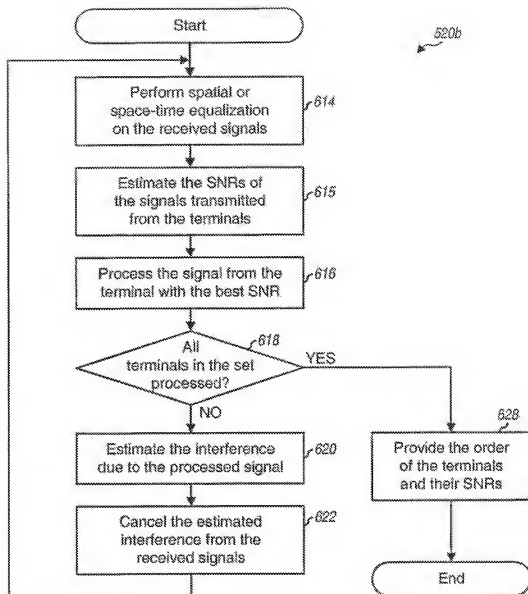 Start
520b
Perform spatial or
space-time equalization
on the received signals
614
Estimate the SNRs of
the signals transmitted
from the terminals
615
Process the signal from the
terminal with the best SNR
616
All
terminals in the set
processed?
618
YES
NO
Estimate the interference
due to the processed signal
620
628
Provide the order
of the terminals
and their SNRs
Cancel the estimated
interference from the
received signals
622
End